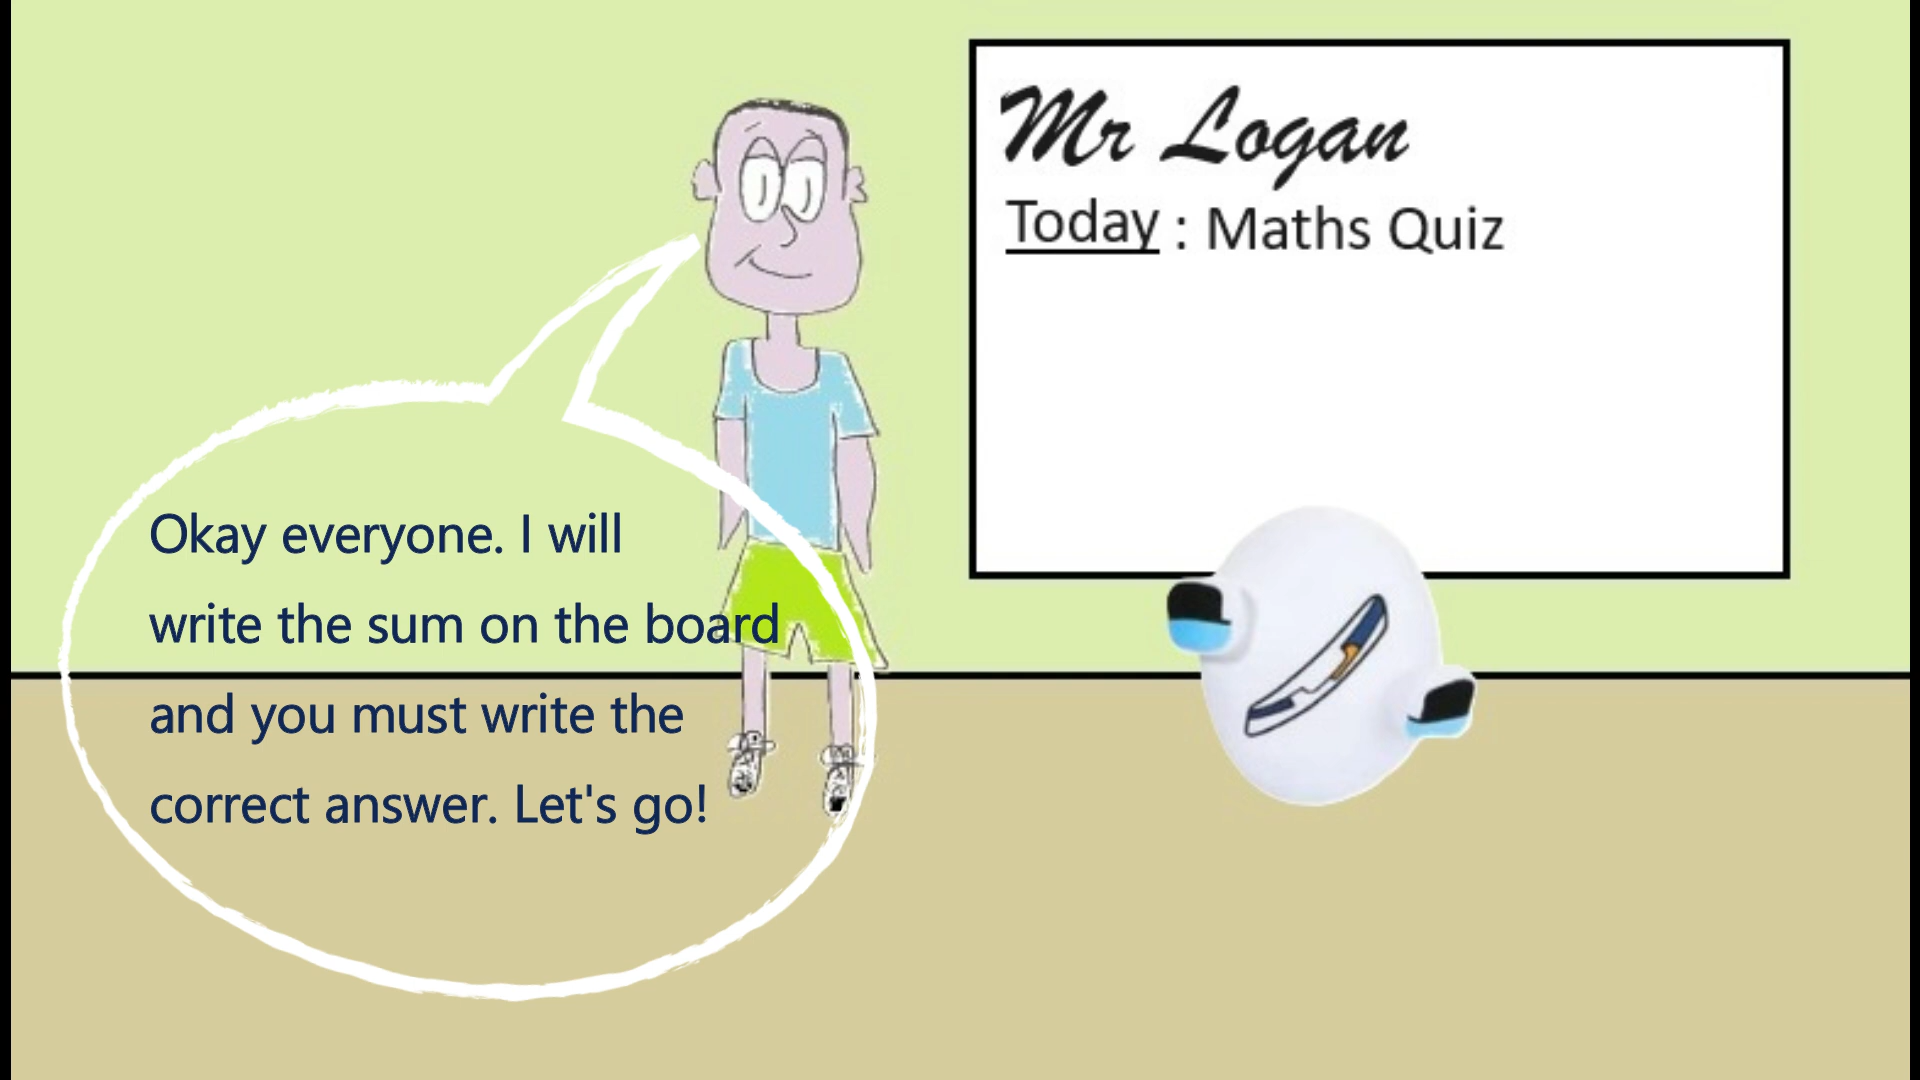 Mr Logan
Today : Maths Quiz
Okay everyone. I will
write the sum on the board
and you must write the
correct answer. Let's go!